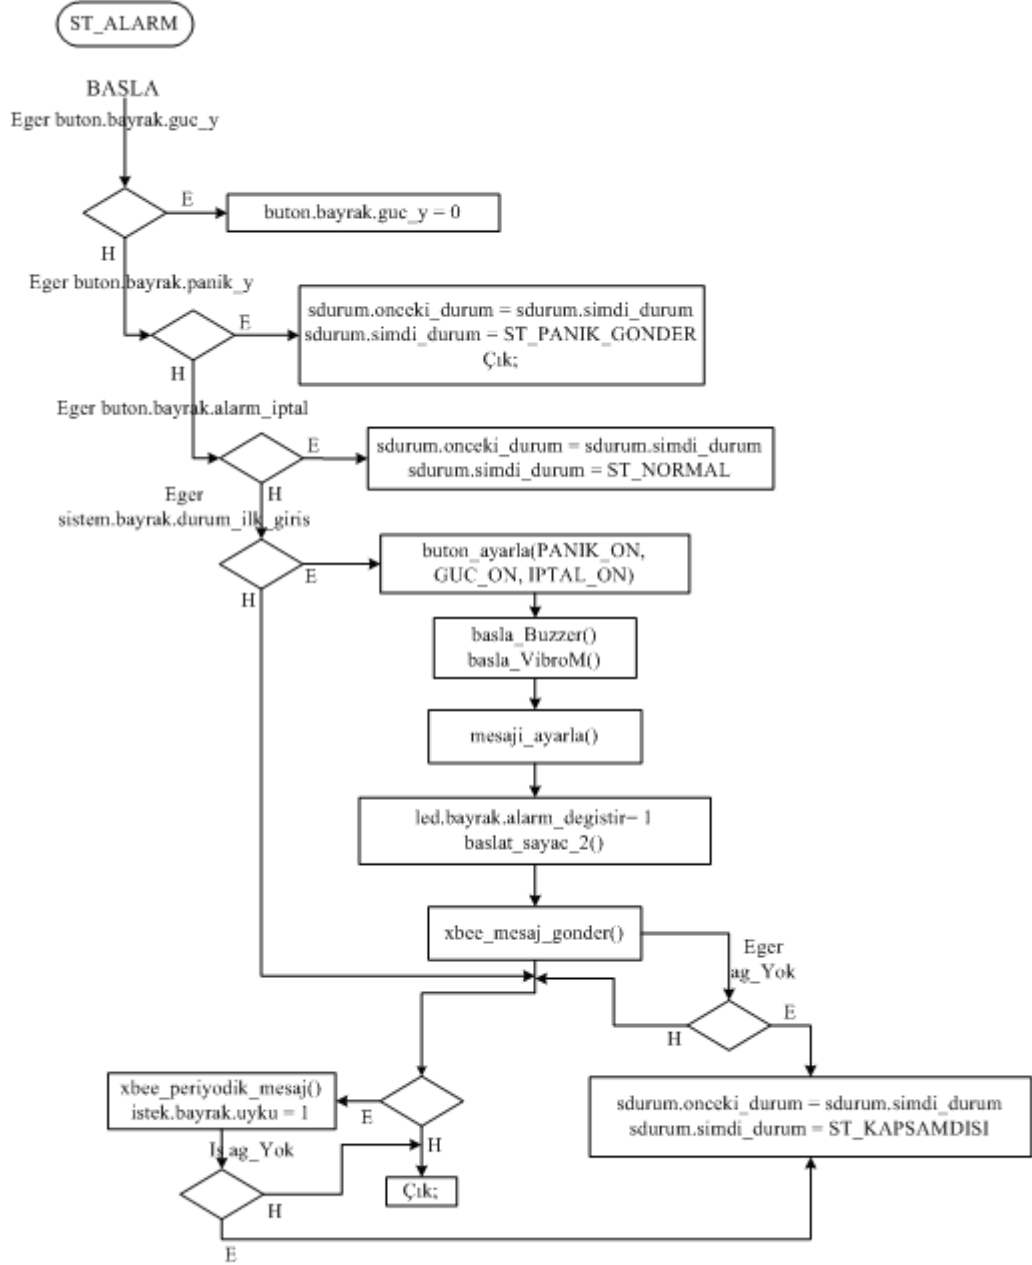 ST_ALARM
BASLA
Eger buton.bayrak.guc_y
E
buton.bayrak.guc_y = 0
H
Eger buton.bayrak.panik_y
E
sdurum.onceki_durum = sdurum.simdi_durum
sdurum.simdi_durum = ST_PANIK_GONDER
Çık;
H
Eger buton.bayrak.alarm_iptal
E
sdurum.onceki_durum = sdurum.simdi_durum
sdurum.simdi_durum = ST_NORMAL
H
Eger
sistem.bayrak.durum_ilk_giris
E
buton_ayarla(PANIK_ON,
GUC_ON, IPTAL_ON)
H
basla_Buzzer()
basla_VibroM()
mesaji_ayarla()
led.bayrak.alarm_degistir= 1
baslat_sayac_2()
xbee_mesaj_gonder()
Eger
ag_Yok
E
H
sdurum.onceki_durum = sdurum.simdi_durum
sdurum.simdi_durum = ST_KAPSAMDISI
xbee_periyodik_mesaj()
istek.bayrak.uyku = 1
E
H
Is ag_Yok
Çık;
H
E